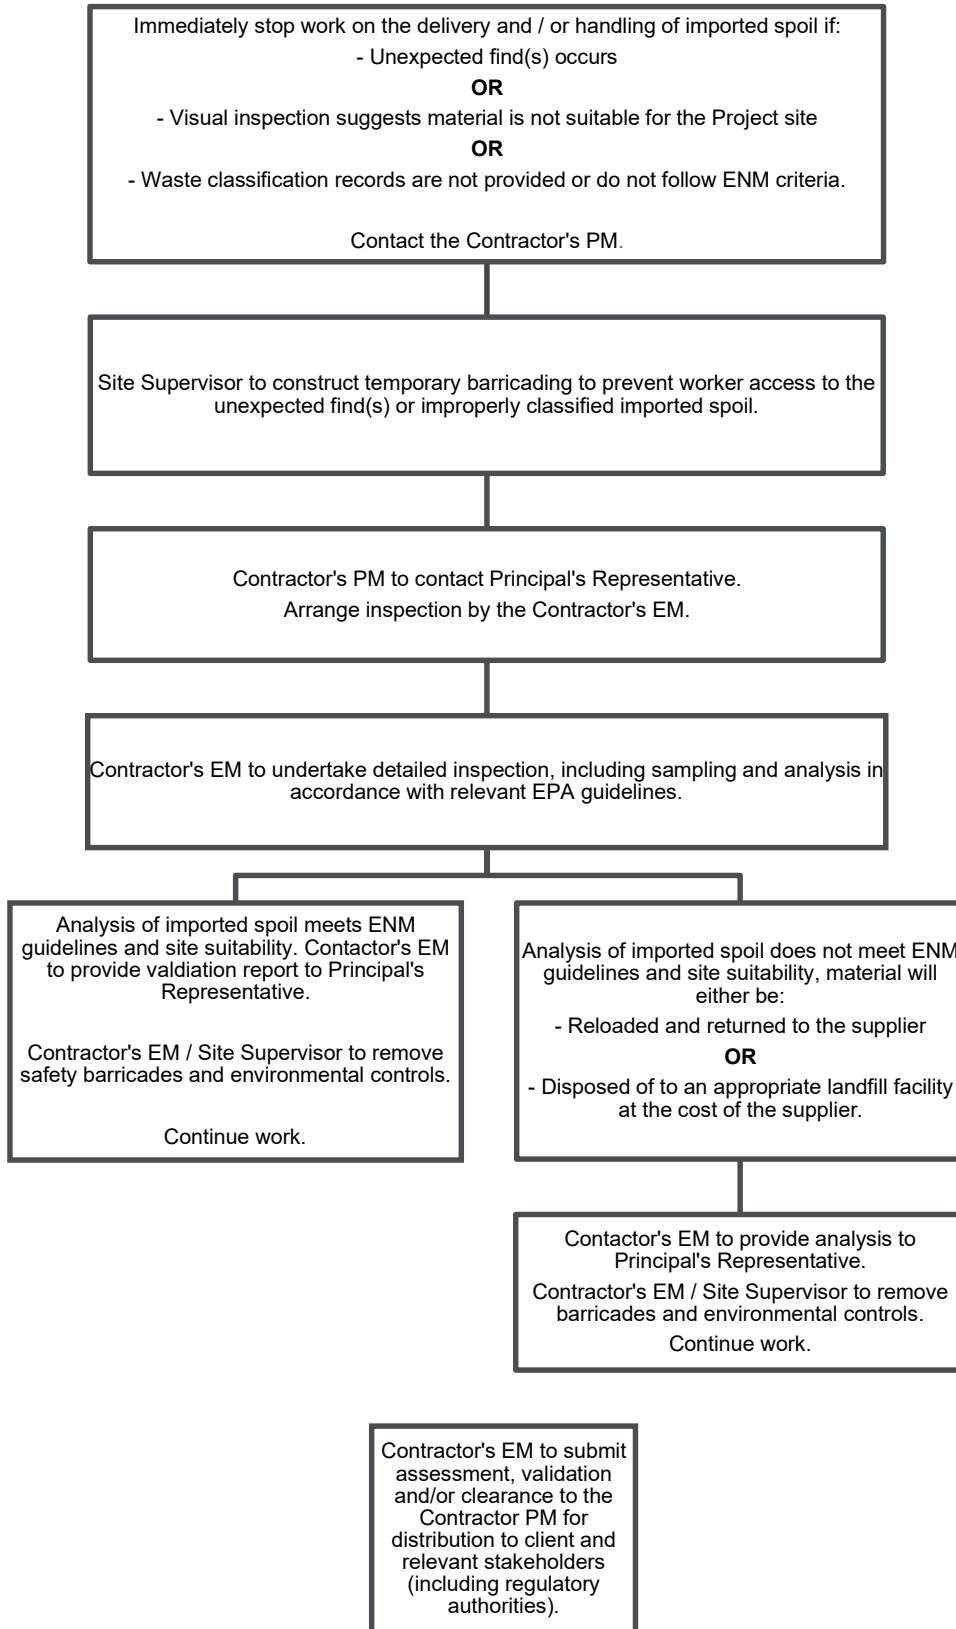 Immediately stop work on the delivery and / or handling of imported spoil if:
- Unexpected find(s) occurs
OR
- Visual inspection suggests material is not suitable for the Project site
OR
- Waste classification records are not provided or do not follow ENM criteria.
Contact the Contractor's PM.
Site Supervisor to construct temporary barricading to prevent worker access to the
unexpected find(s) or improperly classified imported spoil.
Contractor's PM to contact Principal's Representative.
Arrange inspection by the Contractor's EM.
Contractor's EM to undertake detailed inspection, including sampling and analysis in
accordance with relevant EPA guidelines.
Analysis of imported spoil meets ENM
guidelines and site suitability. Contactor's EM
to provide valdiation report to Principal's
Representative.
Contractor's EM / Site Supervisor to remove
safety barricades and environmental controls.
Continue work.
Analysis of imported spoil does not meet ENM
guidelines and site suitability, material will
either be:
- Reloaded and returned to the supplier
OR
- Disposed of to an appropriate landfill facility
at the cost of the supplier.
Contactor's EM to provide analysis to
Principal's Representative.
Contractor's EM / Site Supervisor to remove
barricades and environmental controls.
Continue work.
Contractor's EM to submit
assessment, validation
and/or clearance to the
Contractor PM for
distribution to client and
relevant stakeholders
(including regulatory
authorities).